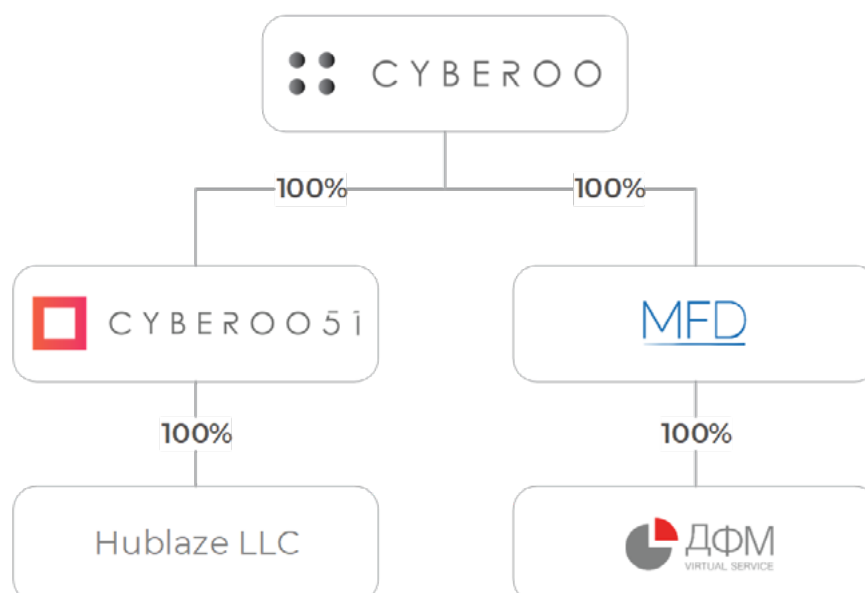 CYBEROO
100% 100%
CYBEROO51 MFD
100% 100%
Hublaze LLC ДФМ
VIRTUAL SERVICE